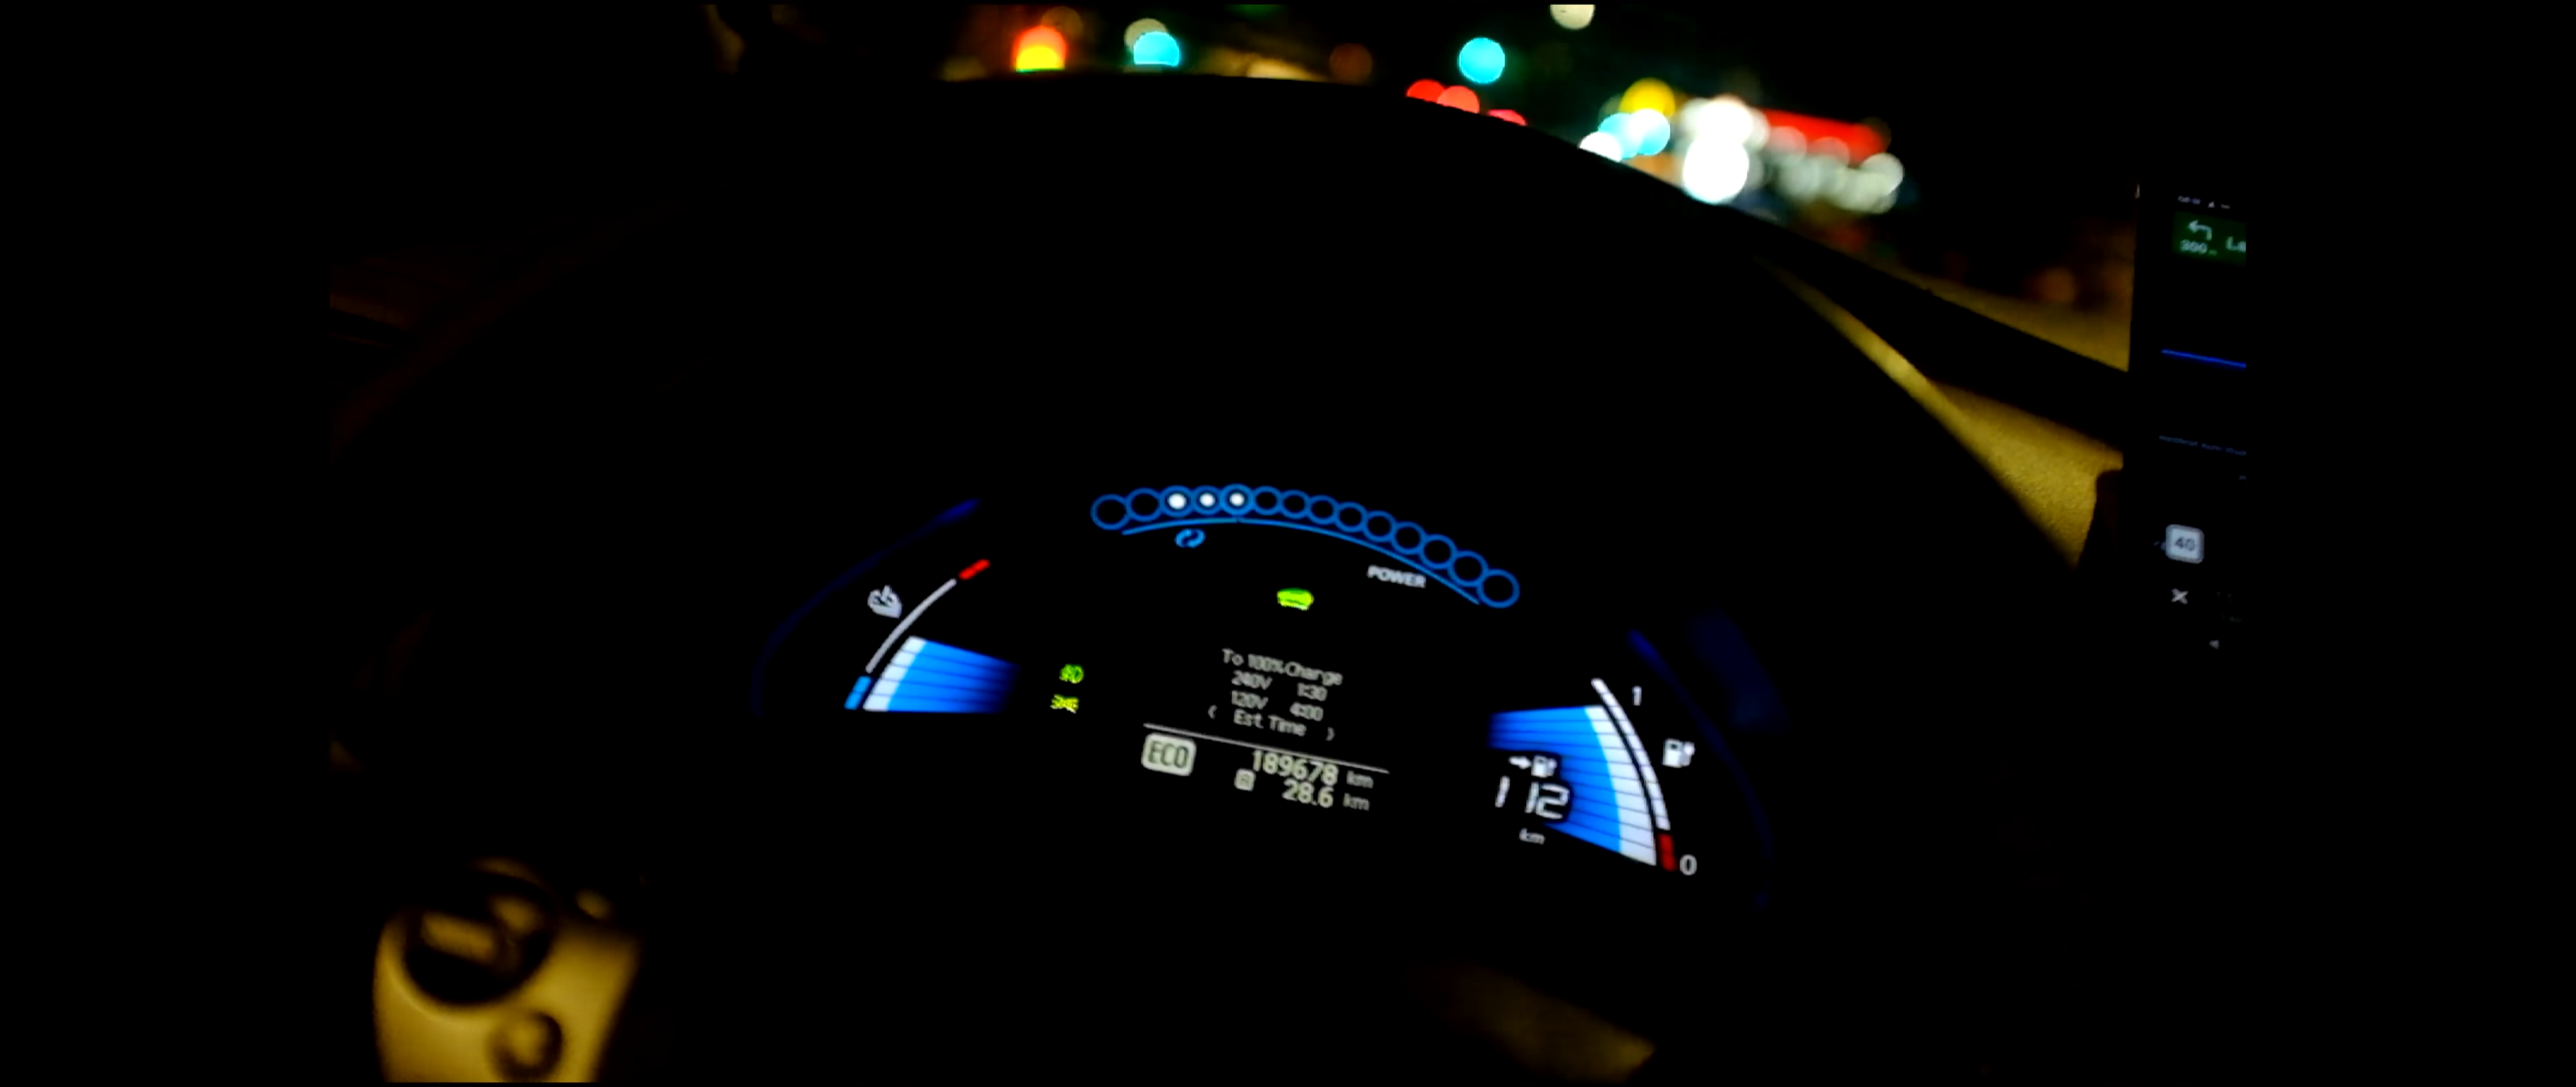 300
40
POWER
To 100% Charge
240V 1:30
120V 4:00
< Est. Time >
ECO
189678 km
28.6 km
1
112
km
0